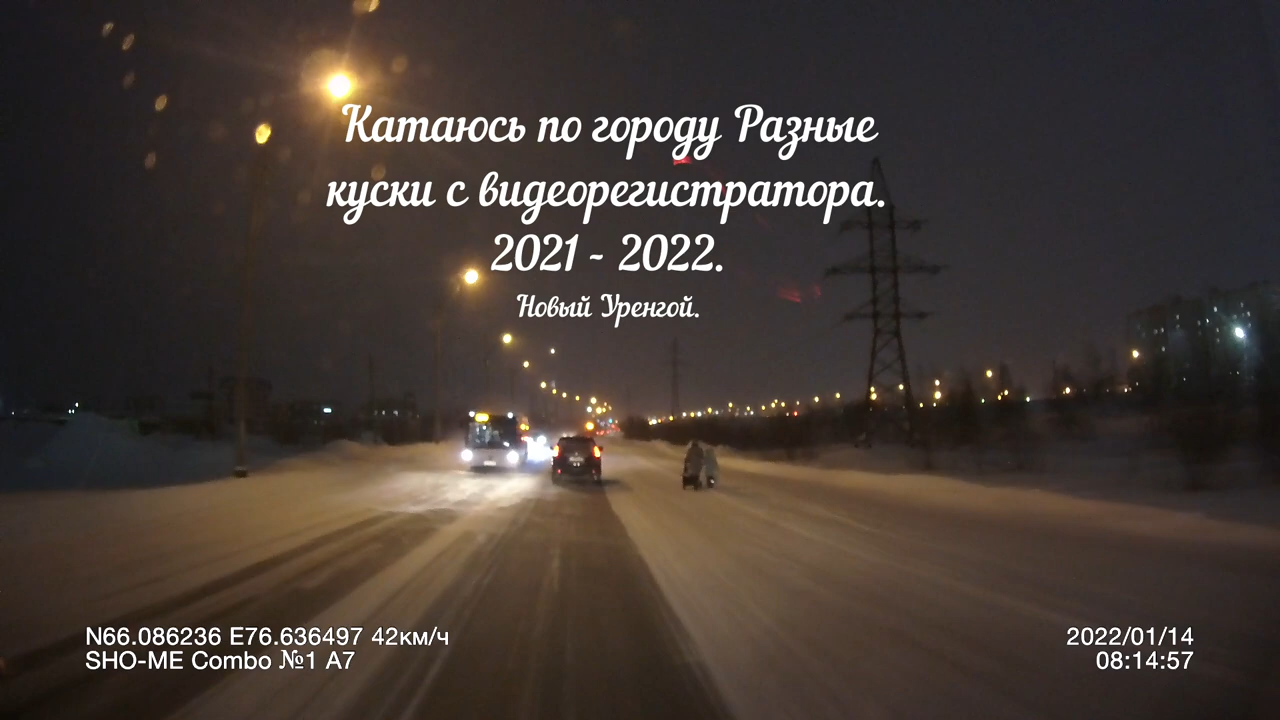 Катаюсь по городу Разные
куски с видеорегистратора.
2021 - 2022.
Новый Уренгой.
N66.086236 E76.636497 42км/ч
2022/01/14
SHO-ME Combo №1 A7
08:14:57